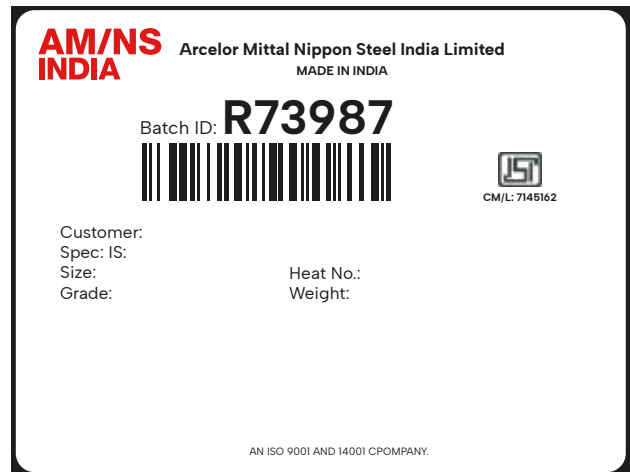 AM/NS
INDIA
Arcelor Mittal Nippon Steel India Limited
MADE IN INDIA
Batch ID: R73987
ISI
CM/L: 7145162
Customer:
Spec: IS:
Size:
Heat No.:
Grade:
Weight:
AN ISO 9001 AND 14001 CPOMPANY.